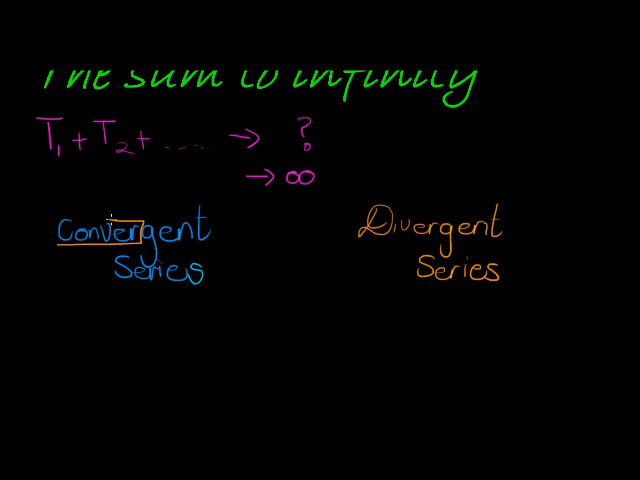 The sum to infinity
T₁ + T₂ + ..... → ?
→ ∞
Convergent Series
Divergent Series